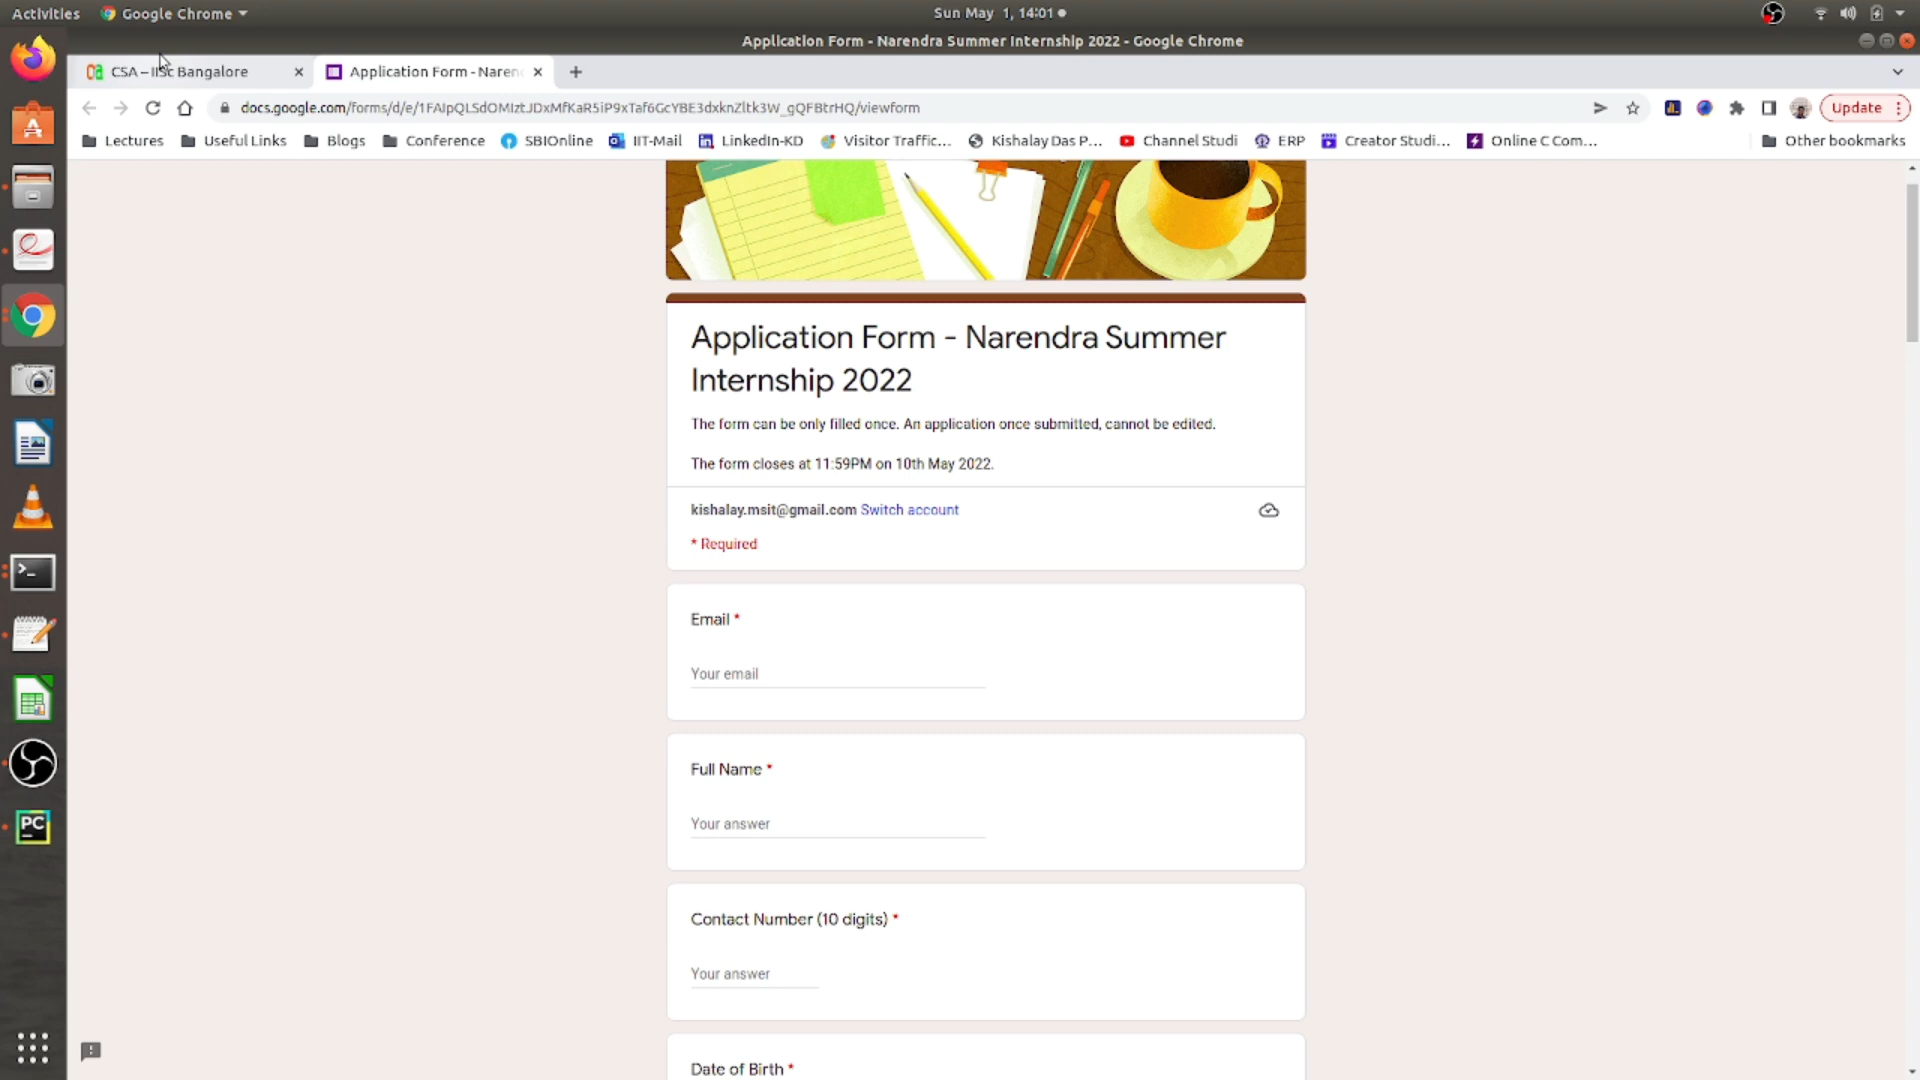 Activities
Google Chrome
Sun May 1, 14:01
Application Form - Narendra Summer Internship 2022 - Google Chrome
CSA – IISc Bangalore
Application Form - Naren
docs.google.com/forms/d/e/1FAIpQLSdOMIztJDxMfKaR5iP9xTaf6GcYBE3dxknZltk3W_gQFBtrHQ/viewform
Update
Lectures
Useful Links
Blogs
Conference
SBIOnline
IIT-Mail
LinkedIn-KD
Visitor Traffic...
Kishalay Das P...
Channel Studi
ERP
Creator Studi...
Online C Com...
Other bookmarks
Application Form - Narendra Summer
Internship 2022
The form can be only filled once. An application once submitted, cannot be edited.
The form closes at 11:59PM on 10th May 2022.
kishalay.msit@gmail.com Switch account
* Required
Email *
Your email
Full Name *
Your answer
Contact Number (10 digits) *
Your answer
Date of Birth *
PC